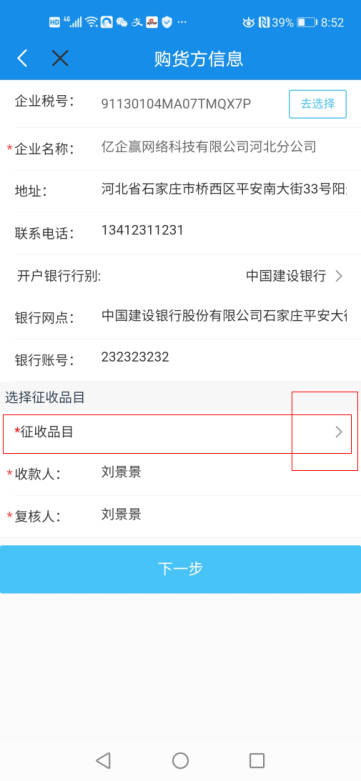 HD 4G 39% 8:52
购货方信息
企业税号： 91130104MA07TMQX7P 去选择
*企业名称： 亿企赢网络科技有限公司河北分公司
地址： 河北省石家庄市桥西区平安南大街33号阳
联系电话： 13412311231
开户银行行别: 中国建设银行
银行网点： 中国建设银行股份有限公司石家庄平安大
银行账号： 232323232
选择征收品目
*征收品目
*收款人： 刘景景
*复核人： 刘景景
下一步